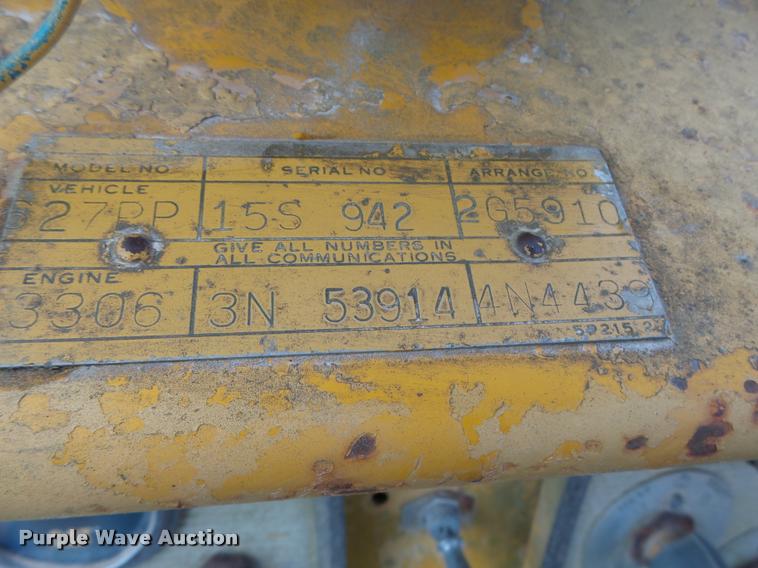 MODEL NO SERIAL NO ARRANGE. NO
VEHICLE
627PP 15S 942 2G5910
GIVE ALL NUMBERS IN
ALL COMMUNICATIONS
ENGINE
3306 3N 53914 4N4439
Purple Wave Auction